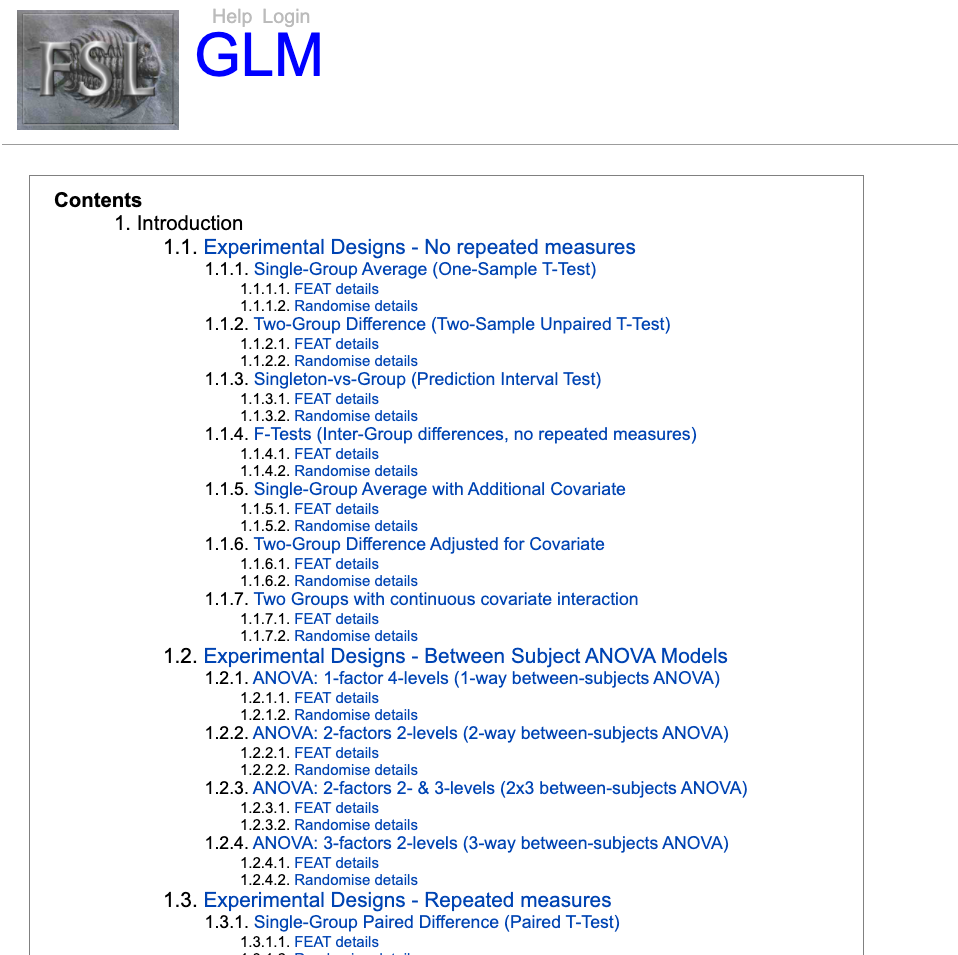 Help Login
FSL
GLM
Contents
1. Introduction
1.1. Experimental Designs - No repeated measures
1.1.1. Single-Group Average (One-Sample T-Test)
1.1.1.1. FEAT details
1.1.1.2. Randomise details
1.1.2. Two-Group Difference (Two-Sample Unpaired T-Test)
1.1.2.1. FEAT details
1.1.2.2. Randomise details
1.1.3. Singleton-vs-Group (Prediction Interval Test)
1.1.3.1. FEAT details
1.1.3.2. Randomise details
1.1.4. F-Tests (Inter-Group differences, no repeated measures)
1.1.4.1. FEAT details
1.1.4.2. Randomise details
1.1.5. Single-Group Average with Additional Covariate
1.1.5.1. FEAT details
1.1.5.2. Randomise details
1.1.6. Two-Group Difference Adjusted for Covariate
1.1.6.1. FEAT details
1.1.6.2. Randomise details
1.1.7. Two Groups with continuous covariate interaction
1.1.7.1. FEAT details
1.1.7.2. Randomise details
1.2. Experimental Designs - Between Subject ANOVA Models
1.2.1. ANOVA: 1-factor 4-levels (1-way between-subjects ANOVA)
1.2.1.1. FEAT details
1.2.1.2. Randomise details
1.2.2. ANOVA: 2-factors 2-levels (2-way between-subjects ANOVA)
1.2.2.1. FEAT details
1.2.2.2. Randomise details
1.2.3. ANOVA: 2-factors 2- & 3-levels (2x3 between-subjects ANOVA)
1.2.3.1. FEAT details
1.2.3.2. Randomise details
1.2.4. ANOVA: 3-factors 2-levels (3-way between-subjects ANOVA)
1.2.4.1. FEAT details
1.2.4.2. Randomise details
1.3. Experimental Designs - Repeated measures
1.3.1. Single-Group Paired Difference (Paired T-Test)
1.3.1.1. FEAT details